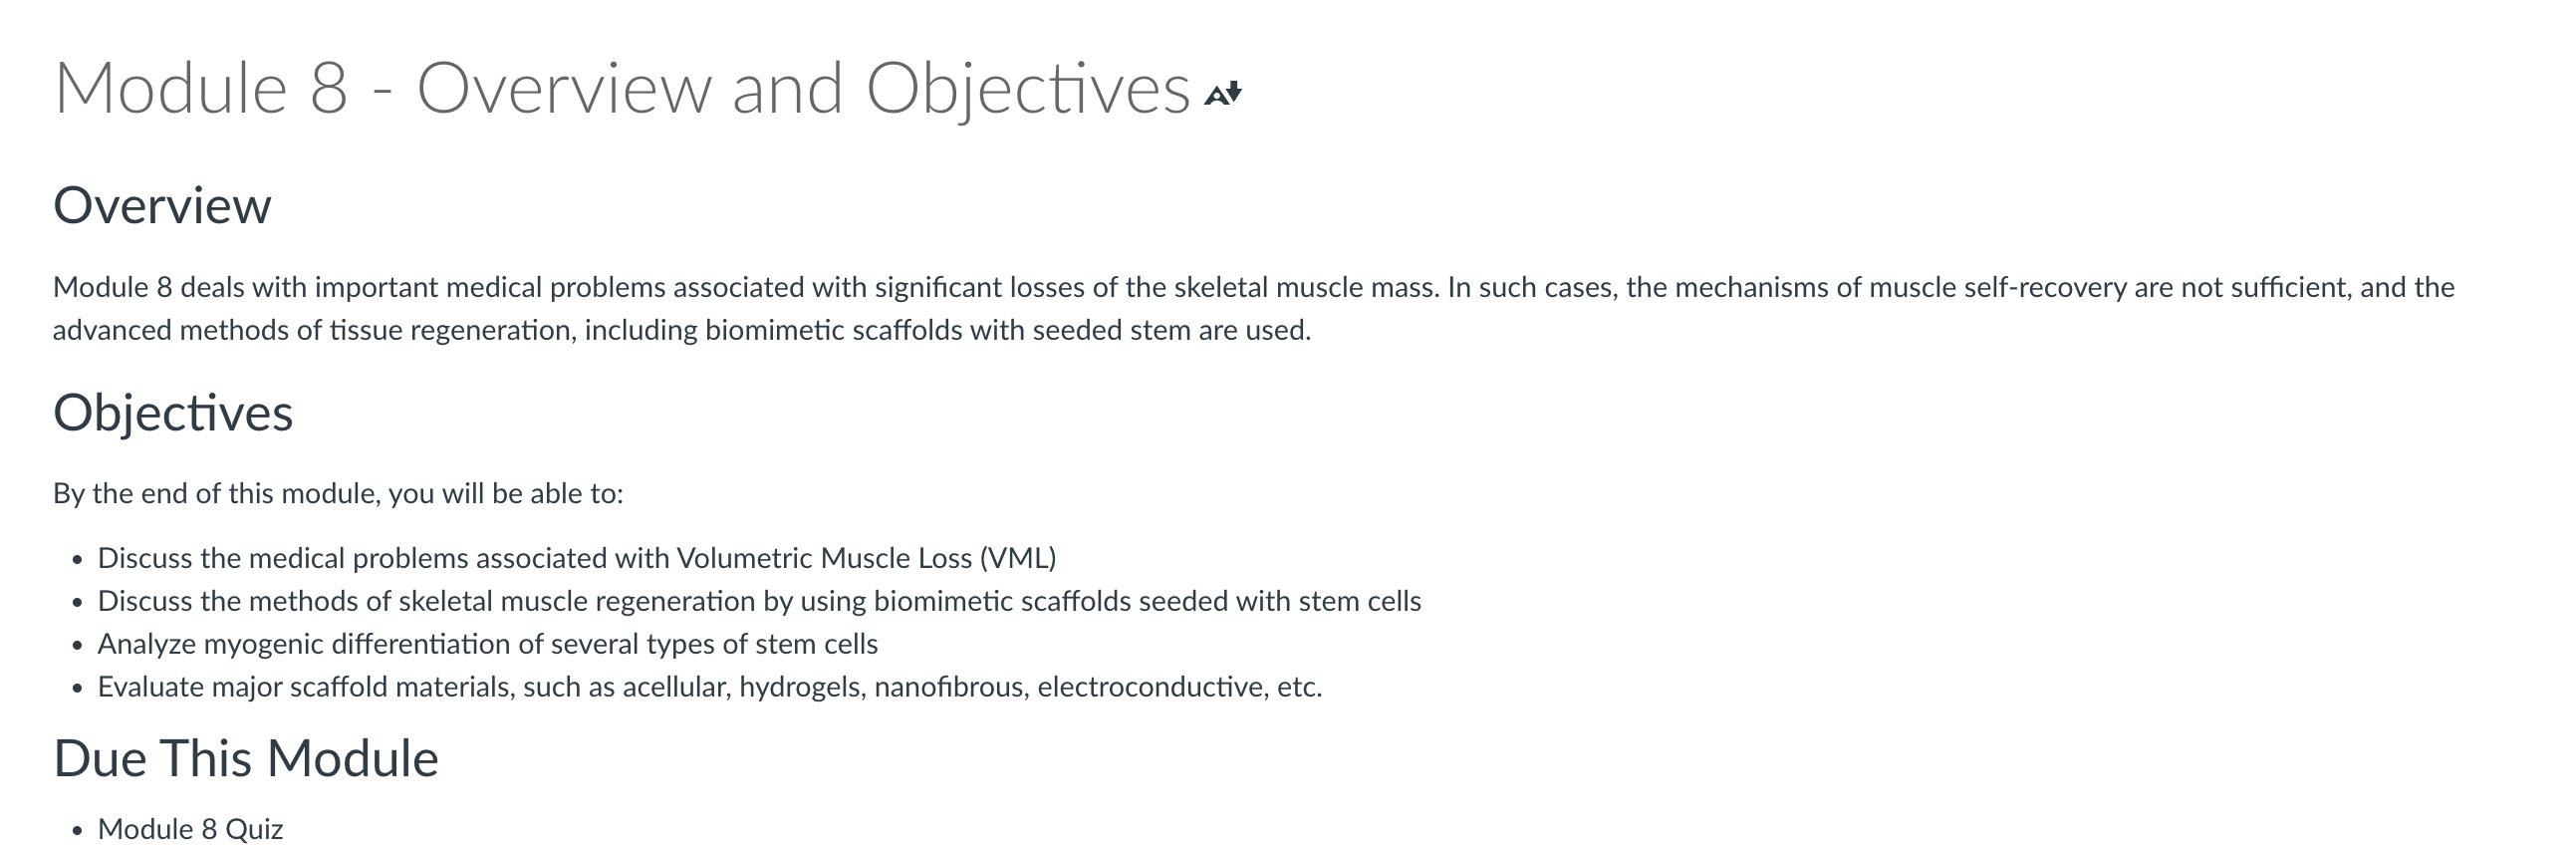 Module 8 - Overview and Objectives
Overview
Module 8 deals with important medical problems associated with significant losses of the skeletal muscle mass. In such cases, the mechanisms of muscle self-recovery are not sufficient, and the
advanced methods of tissue regeneration, including biomimetic scaffolds with seeded stem are used.
Objectives
By the end of this module, you will be able to:
• Discuss the medical problems associated with Volumetric Muscle Loss (VML)
• Discuss the methods of skeletal muscle regeneration by using biomimetic scaffolds seeded with stem cells
• Analyze myogenic differentiation of several types of stem cells
• Evaluate major scaffold materials, such as acellular, hydrogels, nanofibrous, electroconductive, etc.
Due This Module
• Module 8 Quiz